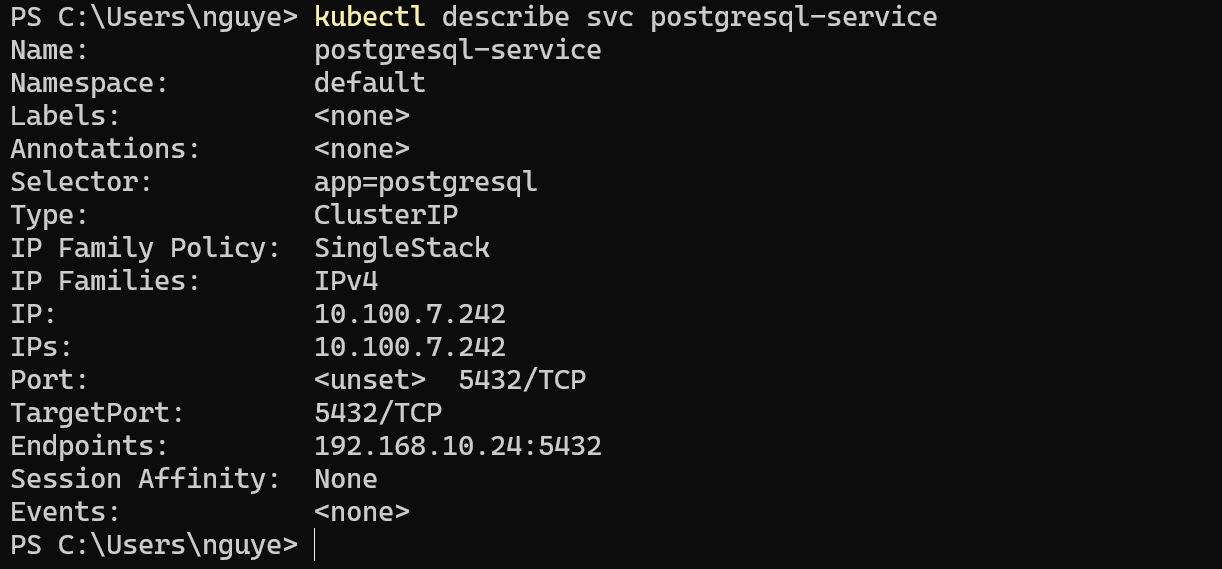 PS C:\Users\nguye> kubectl describe svc postgresql-service
Name:              postgresql-service
Namespace:         default
Labels:            <none>
Annotations:       <none>
Selector:          app=postgresql
Type:              ClusterIP
IP Family Policy:  SingleStack
IP Families:       IPv4
IP:                10.100.7.242
IPs:               10.100.7.242
Port:              <unset>  5432/TCP
TargetPort:        5432/TCP
Endpoints:         192.168.10.24:5432
Session Affinity:  None
Events:            <none>
PS C:\Users\nguye>